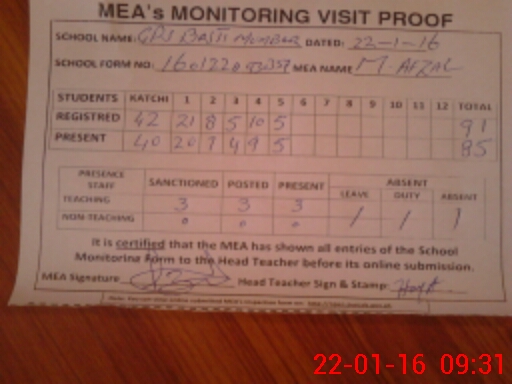 MEA's MONITORING VISIT PROOF
SCHOOL NAME: GPS BASTI DATED: 22-1-16
SCHOOL FORM NO: MEA NAME M. AFZAL
STUDENTS KATCHI 1 2 3 4 5 6 7 8 9 10 11 12 TOTAL
REGISTRED 42 21 8 5 10 5 91
PRESENT 40 20 7 4 9 5 85
PRESENCE STAFF SANCTIONED POSTED PRESENT ABSENT
LEAVE DUTY ABSENT
TEACHING 3 3 3 / / /
NON-TEACHING 0 0 0
It is certified that the MEA has shown all entries of the School
Monitoring Form to the Head Teacher before its online submission.
MEA Signature Head Teacher Sign & Stamp:
22-01-16 09:31